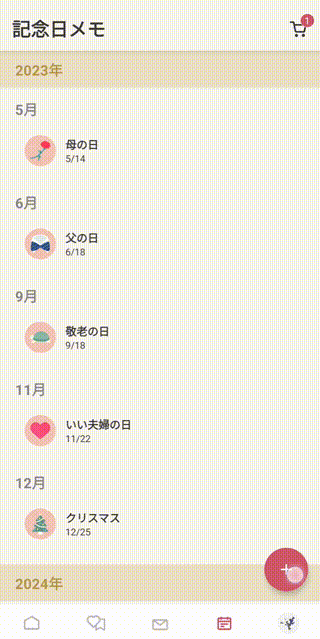 記念日メモ
1
2023年
5月
母の日
5/14
6月
父の日
6/18
9月
敬老の日
9/18
11月
いい夫婦の日
11/22
12月
クリスマス
12/25
2024年